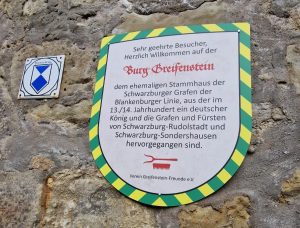 Sehr geehrte Besucher,
Herzlich willkommen auf der
Burg Greifenstein
dem ehemaligen Stammhaus der
Schwarzburger Grafen der
Blankenburger Linie, aus der im
13./14. Jahrhundert ein deutscher
König und die Grafen und Fürsten
von Schwarzburg-Rudolstadt und
Schwarzburg-Sondershausen
hervorgegangen sind.
Verein Greifenstein-Freunde e.V.